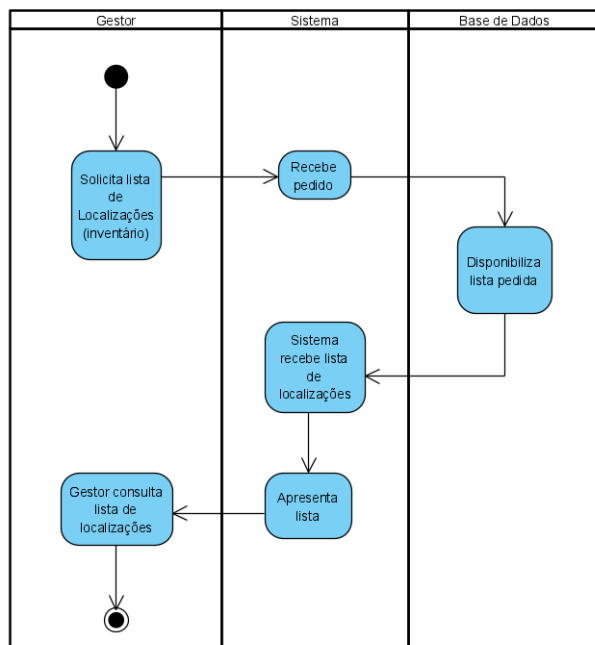 Gestor
Sistema
Base de Dados
Solicita lista
de
Localizações
(inventário)
Recebe
pedido
Disponibiliza
lista pedida
Sistema
recebe lista
de
localizações
Apresenta
lista
Gestor consulta
lista de
localizações